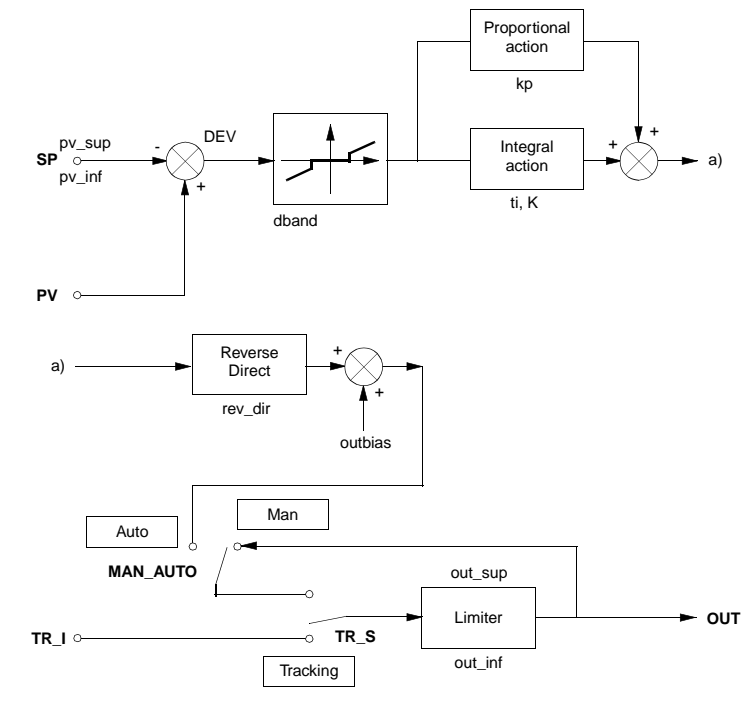 Proportional
action
kp
+
pv_sup
SP
-
DEV
Integral
action
+
a)
pv_inf
+
ti, K
dband
PV
a)
Reverse
Direct
+
+
rev_dir
outbias
Man
Auto
MAN_AUTO
out_sup
Limiter
OUT
TR_I
TR_S
out_inf
Tracking